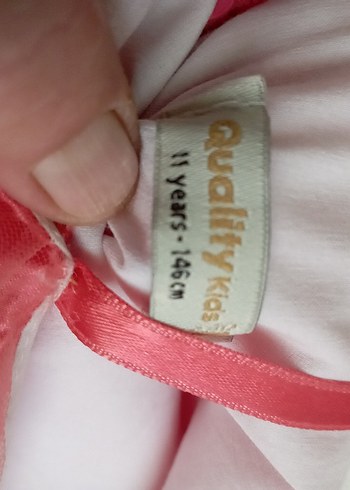 Quality Kids
11 years - 146cm